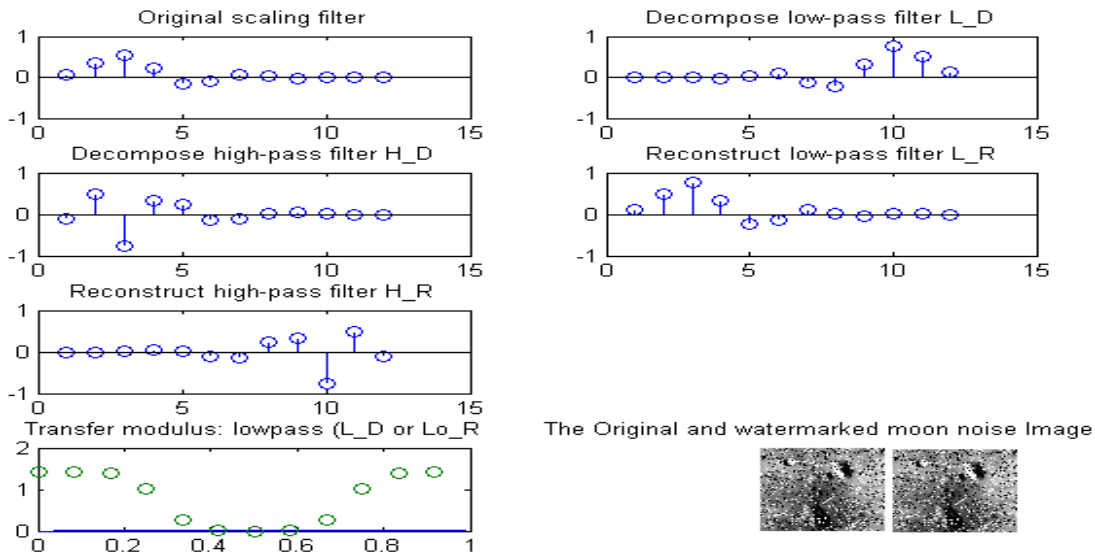 Original scaling filter
1
0
-1
0 5 10 15
Decompose low-pass filter L_D
1
0
-1
0 5 10 15
Decompose high-pass filter H_D
1
0
-1
0 5 10 15
Reconstruct low-pass filter L_R
1
0
-1
0 5 10 15
Reconstruct high-pass filter H_R
1
0
-1
0 5 10 15
Transfer modulus: lowpass (L_D or Lo_R
2
1
0
0 0.2 0.4 0.6 0.8 1
The Original and watermarked moon noise Image